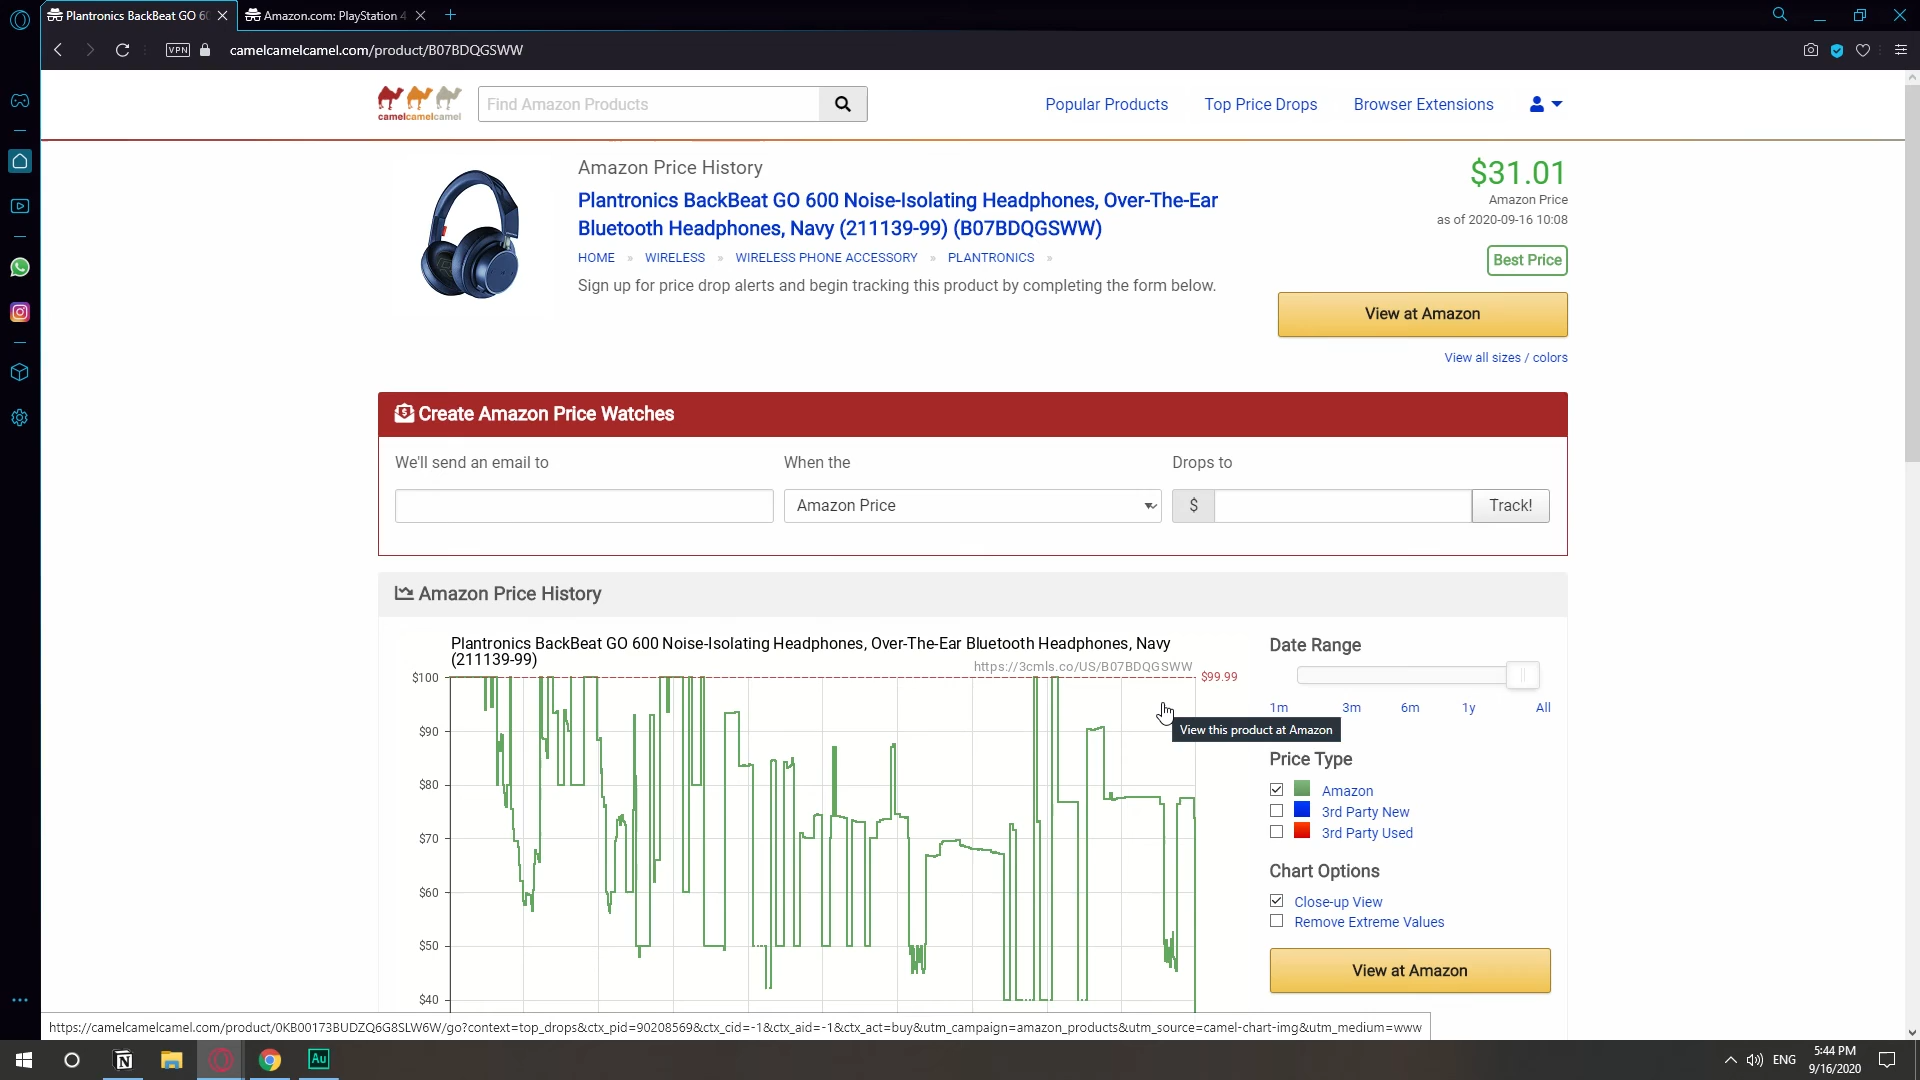 Plantronics BackBeat GO 60
Amazon.com: PlayStation 4
VPN
camelcamelcamel.com/product/B07BDQGSWW
camelcamelcamel
Find Amazon Products
Popular Products
Top Price Drops
Browser Extensions
Amazon Price History
Plantronics BackBeat GO 600 Noise-Isolating Headphones, Over-The-Ear
Bluetooth Headphones, Navy (211139-99) (B07BDQGSWW)
HOME » WIRELESS » WIRELESS PHONE ACCESSORY » PLANTRONICS »
Sign up for price drop alerts and begin tracking this product by completing the form below.
$31.01
Amazon Price
as of 2020-09-16 10:08
Best Price
View at Amazon
View all sizes / colors
Create Amazon Price Watches
We'll send an email to
When the
Drops to
Amazon Price
$
Track!
Amazon Price History
Plantronics BackBeat GO 600 Noise-Isolating Headphones, Over-The-Ear Bluetooth Headphones, Navy
(211139-99)
https://3cmls.co/US/B07BDQGSWW
$100
$99.99
$90
$80
$70
$60
$50
$40
Date Range
1m 3m 6m 1y All
View this product at Amazon
Price Type
Amazon
3rd Party New
3rd Party Used
Chart Options
Close-up View
Remove Extreme Values
View at Amazon
https://camelcamelcamel.com/product/0KB00173BUDZQ6G8SLW6W/go?context=top_drops&ctx_pid=90208569&ctx_cid=-1&ctx_aid=-1&ctx_act=buy&utm_campaign=amazon_products&utm_source=camel-chart-img&utm_medium=www
N
Au
ENG
5:44 PM
9/16/2020